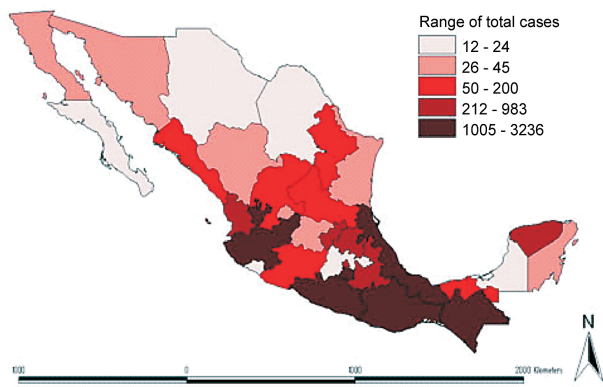 Range of total cases
12 - 24
26 - 45
50 - 200
212 - 983
1005 - 3236
N
1000 0 1000 2000 Kilometers